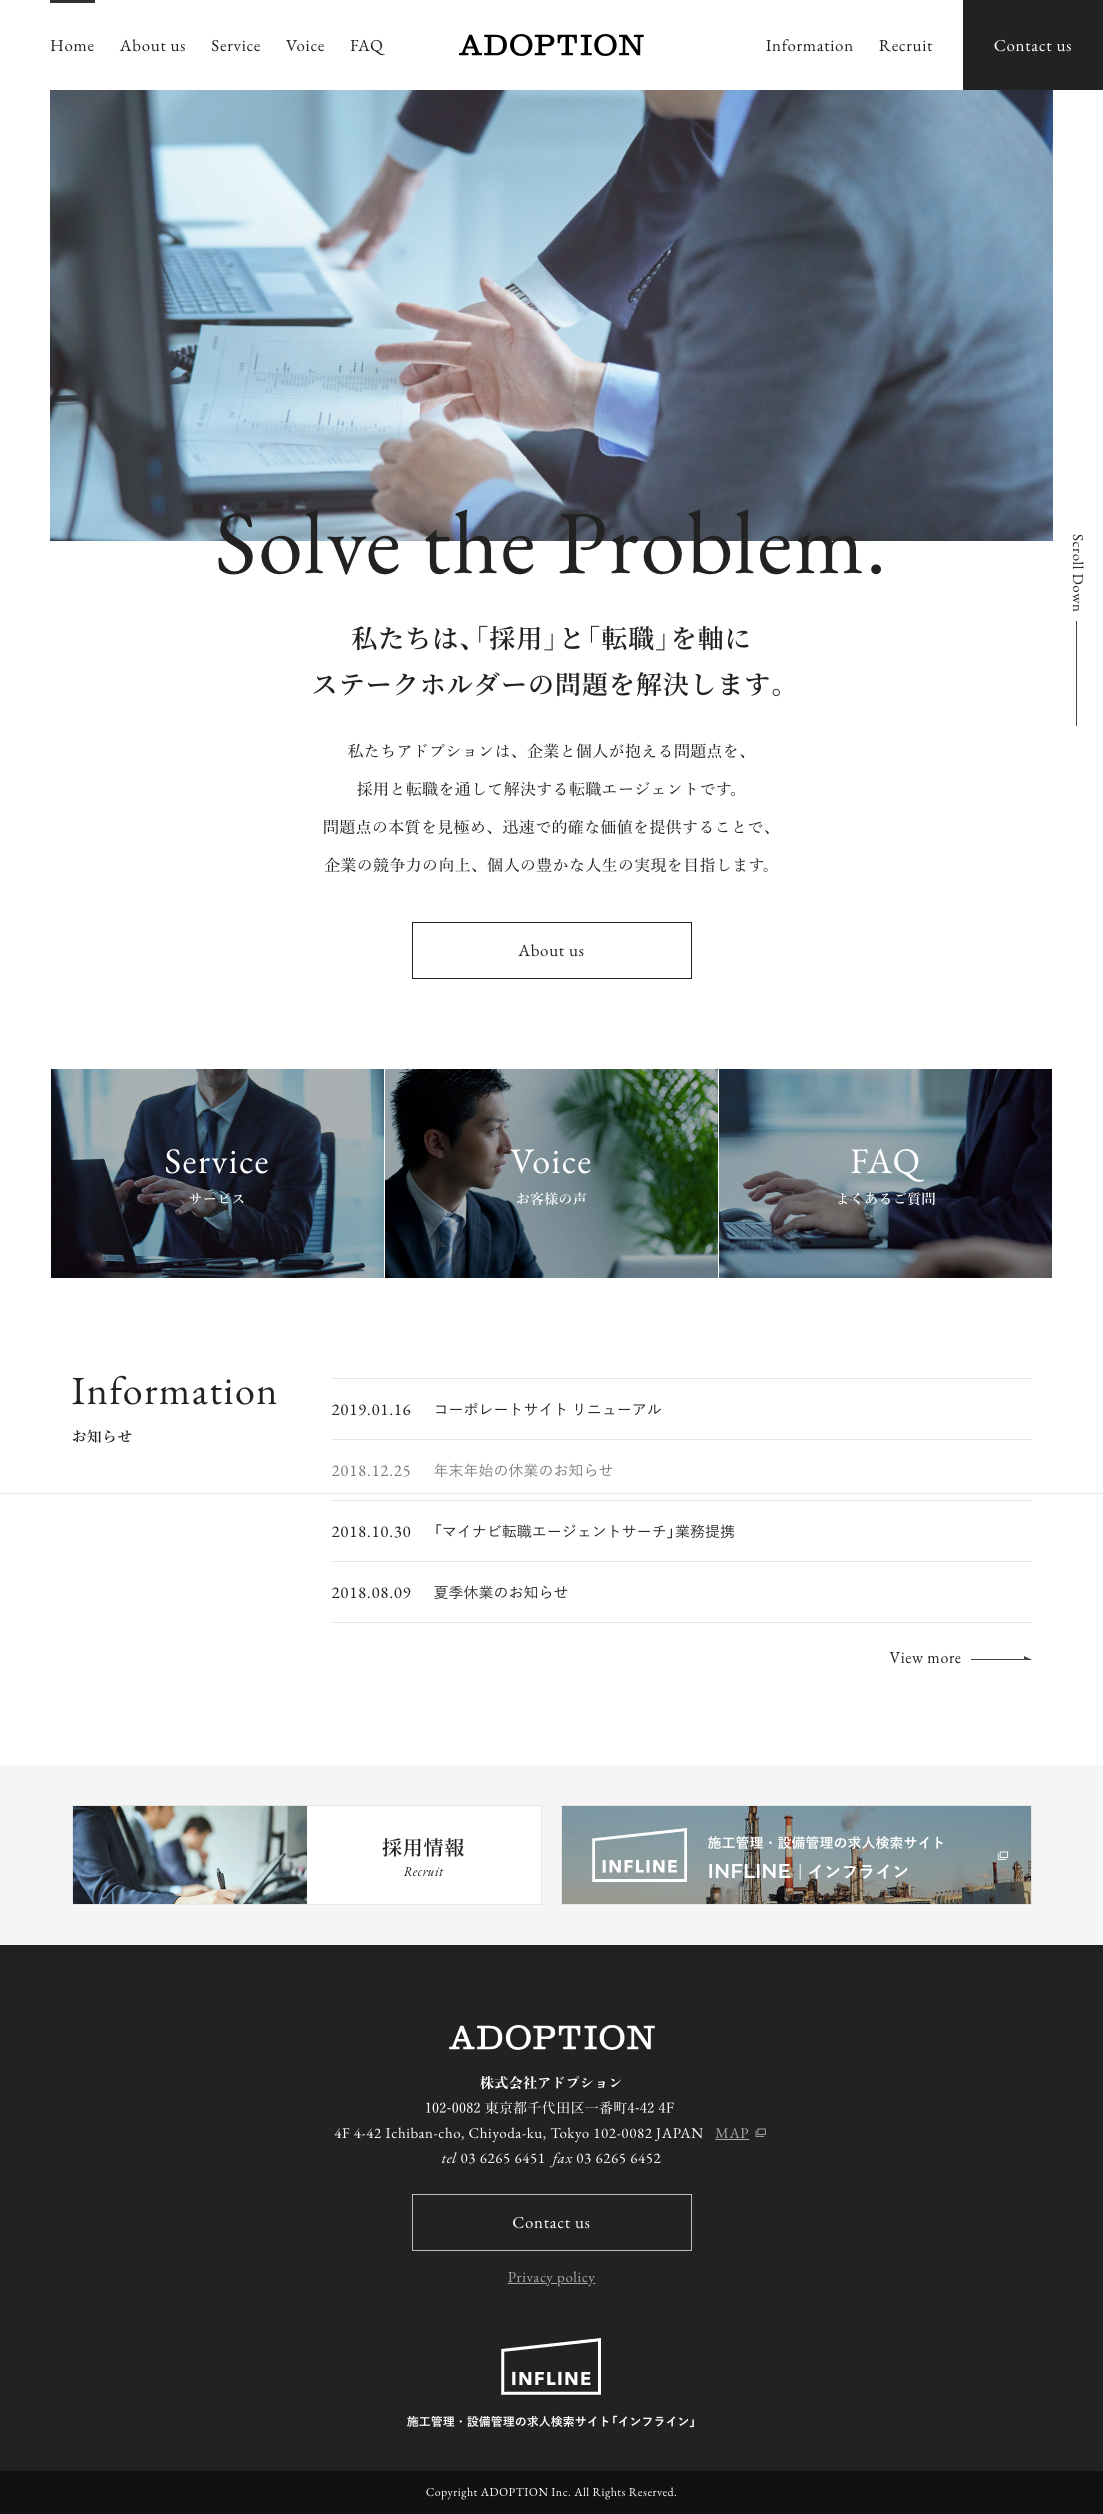 Home About us Service Voice FAQ ADOPTION Information Recruit Contact us
Solve the Problem.
Scroll Down
私たちは、「採用」と「転職」を軸に
ステークホルダーの問題を解決します。
私たちアドプションは、企業と個人が抱える問題点を、
採用と転職を通して解決する転職エージェントです。
問題点の本質を見極め、迅速で的確な価値を提供することで、
企業の競争力の向上、個人の豊かな人生の実現を目指します。
About us
Service
サービス
Voice
お客様の声
FAQ
よくあるご質問
Information
お知らせ
2019.01.16 コーポレートサイト リニューアル
2018.12.25 年末年始の休業のお知らせ
2018.10.30 「マイナビ転職エージェントサーチ」業務提携
2018.08.09 夏季休業のお知らせ
View more
採用情報
Recruit
INFLINE
施工管理・設備管理の求人検索サイト
INFLINE｜インフライン
ADOPTION
株式会社アドプション
102-0082 東京都千代田区一番町4-42 4F
4F 4-42 Ichiban-cho, Chiyoda-ku, Tokyo 102-0082 JAPAN MAP
tel 03 6265 6451 fax 03 6265 6452
Contact us
Privacy policy
INFLINE
施工管理・設備管理の求人検索サイト「インフライン」
Copyright ADOPTION Inc. All Rights Reserved.